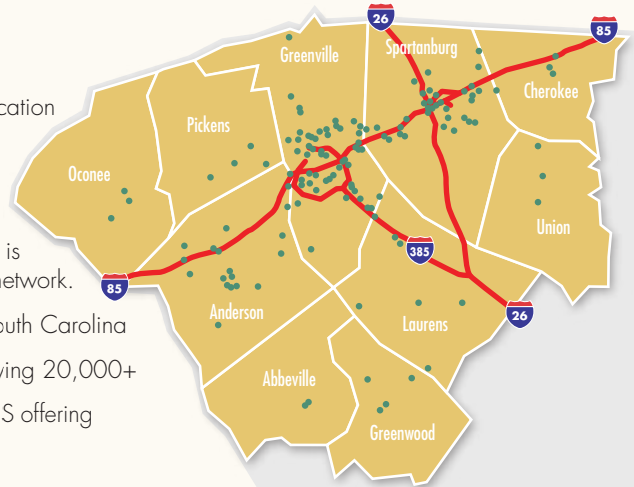 cation
is
network.
outh Carolina
ving 20,000+
S offering
26
85
Greenville
Spartanburg
Cherokee
Pickens
Oconee
Union
385
85
Anderson
Laurens
26
Abbeville
Greenwood